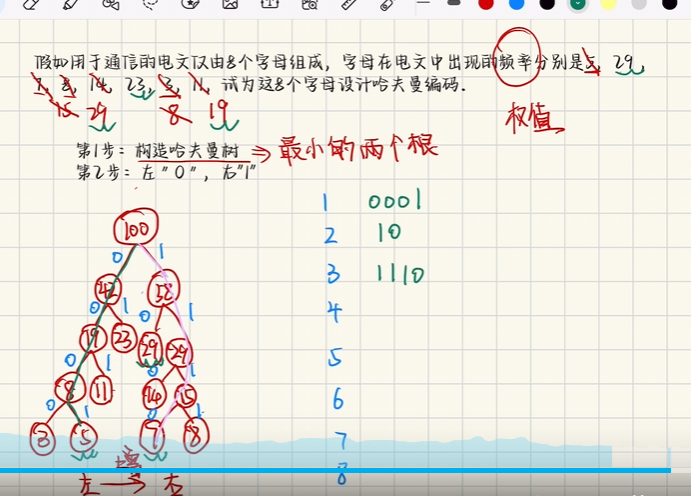 假如用于通信的电文仅由8个字母组成，字母在电文中出现的频率分别是5，29，
7，8，14，23，3，11，试为这8个字母设计哈夫曼编码．
15 29 8 19
权值
第1步：构造哈夫曼树 ⇒ 最小的两个根
第2步：左"0"，右"1"
1 0001
2 10
3 1110
4
5
6
7
8
100
0 1
42 58
0 1 0 1
19 23 29 29
0 1 0 1
8 11 14 15
0 1 0 1
3 5 7 8
左 → 右